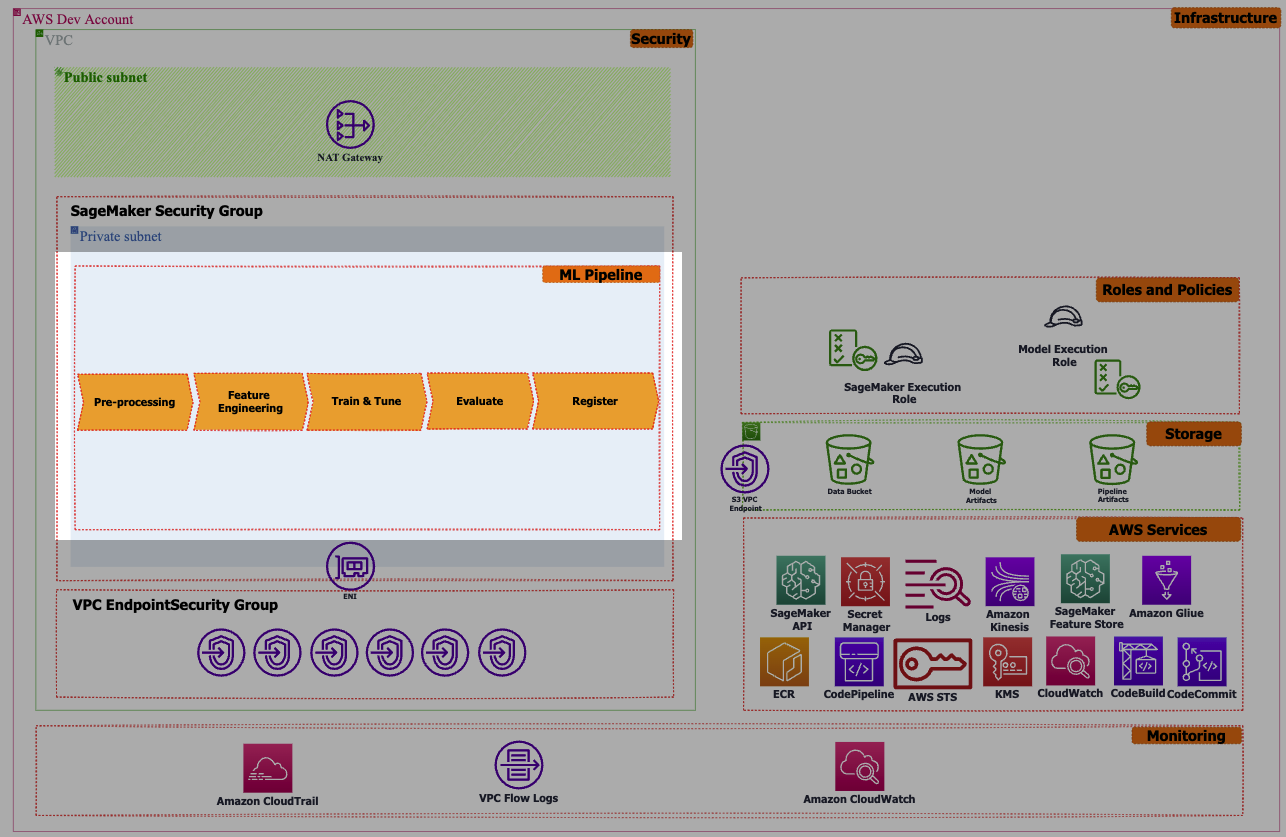 AWS Dev Account
Infrastructure
VPC
Security
Public subnet
NAT Gateway
SageMaker Security Group
Private subnet
ML Pipeline
Pre-processing
Feature
Engineering
Train & Tune
Evaluate
Register
ENI
VPC EndpointSecurity Group
Roles and Policies
Model Execution
Role
SageMaker Execution
Role
Storage
S3 VPC
Endpoint
Data Bucket
Model
Artifacts
Pipeline
Artifacts
AWS Services
SageMaker
API
Secret
Manager
Logs
Amazon
Kinesis
SageMaker
Feature Store
Amazon Gliue
ECR
CodePipeline
AWS STS
KMS
CloudWatch
CodeBuild
CodeCommit
Monitoring
Amazon CloudTrail
VPC Flow Logs
Amazon CloudWatch